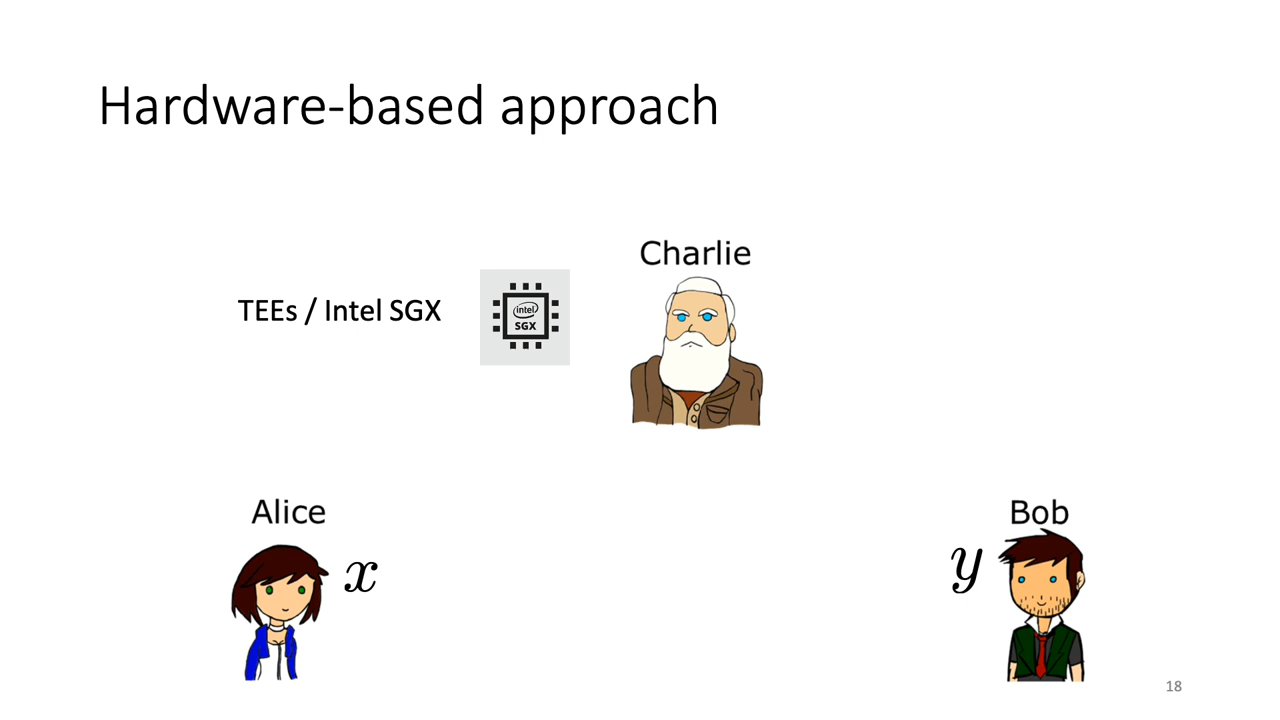 Hardware-based approach
Charlie
TEEs / Intel SGX
intel
SGX
Alice
x
Bob
y
18